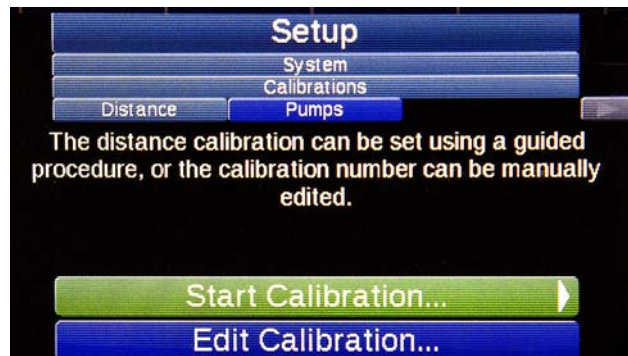 Setup
System
Calibrations
Distance Pumps
The distance calibration can be set using a guided
procedure, or the calibration number can be manually
edited.
Start Calibration...
Edit Calibration...